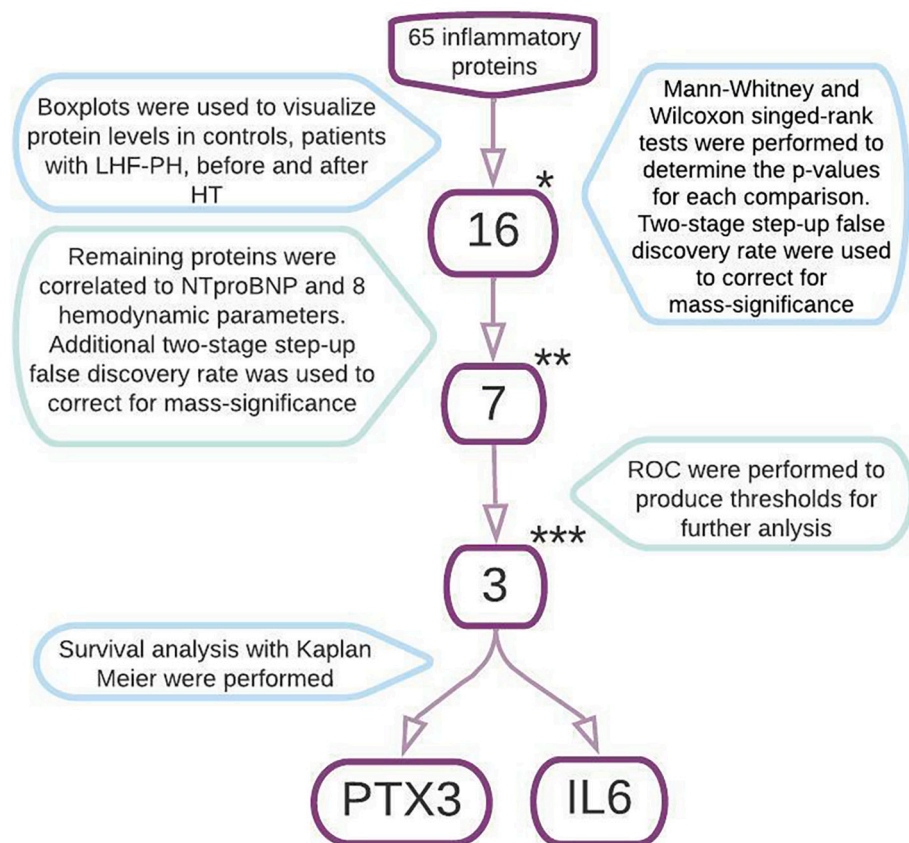 65 inflammatory
proteins
Boxplots were used to visualize
protein levels in controls, patients
with LHF-PH, before and after
HT
Mann-Whitney and
Wilcoxon singed-rank
tests were performed to
determine the p-values
for each comparison.
Two-stage step-up false
discovery rate were used
to correct for
mass-significance
*
16
Remaining proteins were
correlated to NTproBNP and 8
hemodynamic parameters.
Additional two-stage step-up
false discovery rate was used to
correct for mass-significance
**
7
ROC were performed to
produce thresholds for
further anlysis
***
3
Survival analysis with Kaplan
Meier were performed
PTX3
IL6